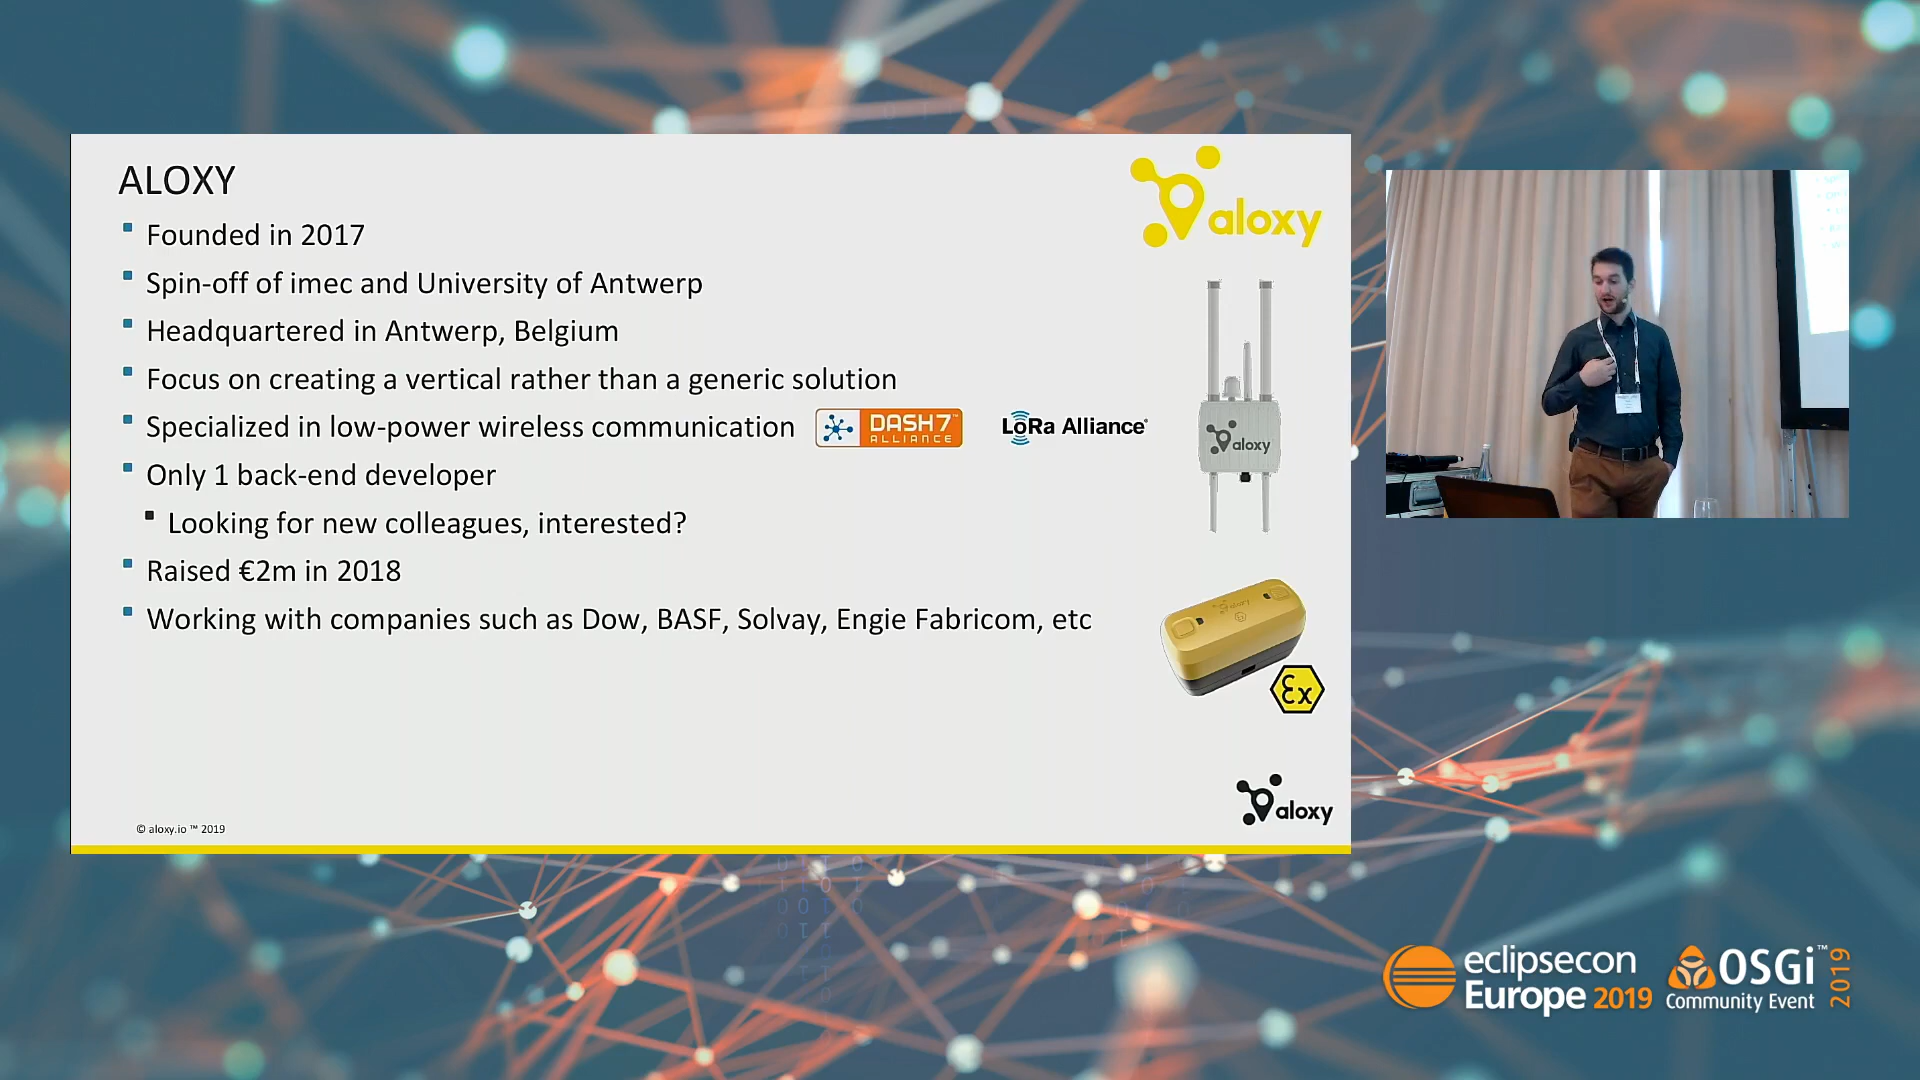 ALOXY
aloxy
Founded in 2017
Spin-off of imec and University of Antwerp
Headquartered in Antwerp, Belgium
Focus on creating a vertical rather than a generic solution
Specialized in low-power wireless communication
DASH7™
ALLIANCE
LoRa Alliance®
aloxy
Only 1 back-end developer
Looking for new colleagues, interested?
Raised €2m in 2018
Working with companies such as Dow, BASF, Solvay, Engie Fabricom, etc
aloxy
Ex
aloxy
© aloxy.io ™ 2019
eclipsecon
Europe 2019
OSGi™
Community Event
2019